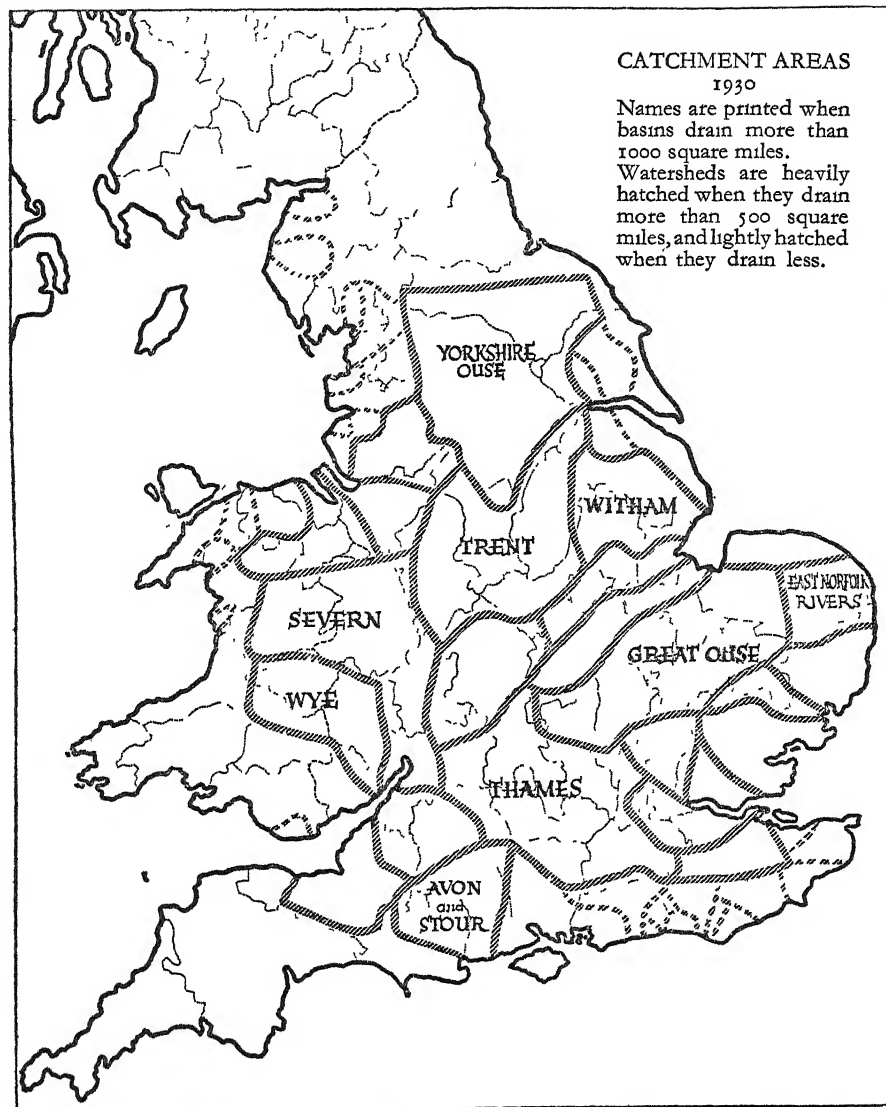 CATCHMENT AREAS
1930
Names are printed when
basins drain more than
1000 square miles.
Watersheds are heavily
hatched when they drain
more than 500 square
miles, and lightly hatched
when they drain less.
YORKSHIRE
OUSE
WITHAM
TRENT
EAST NORFOLK
RIVERS
SEVERN
GREAT OUSE
WYE
THAMES
AVON
and
STOUR